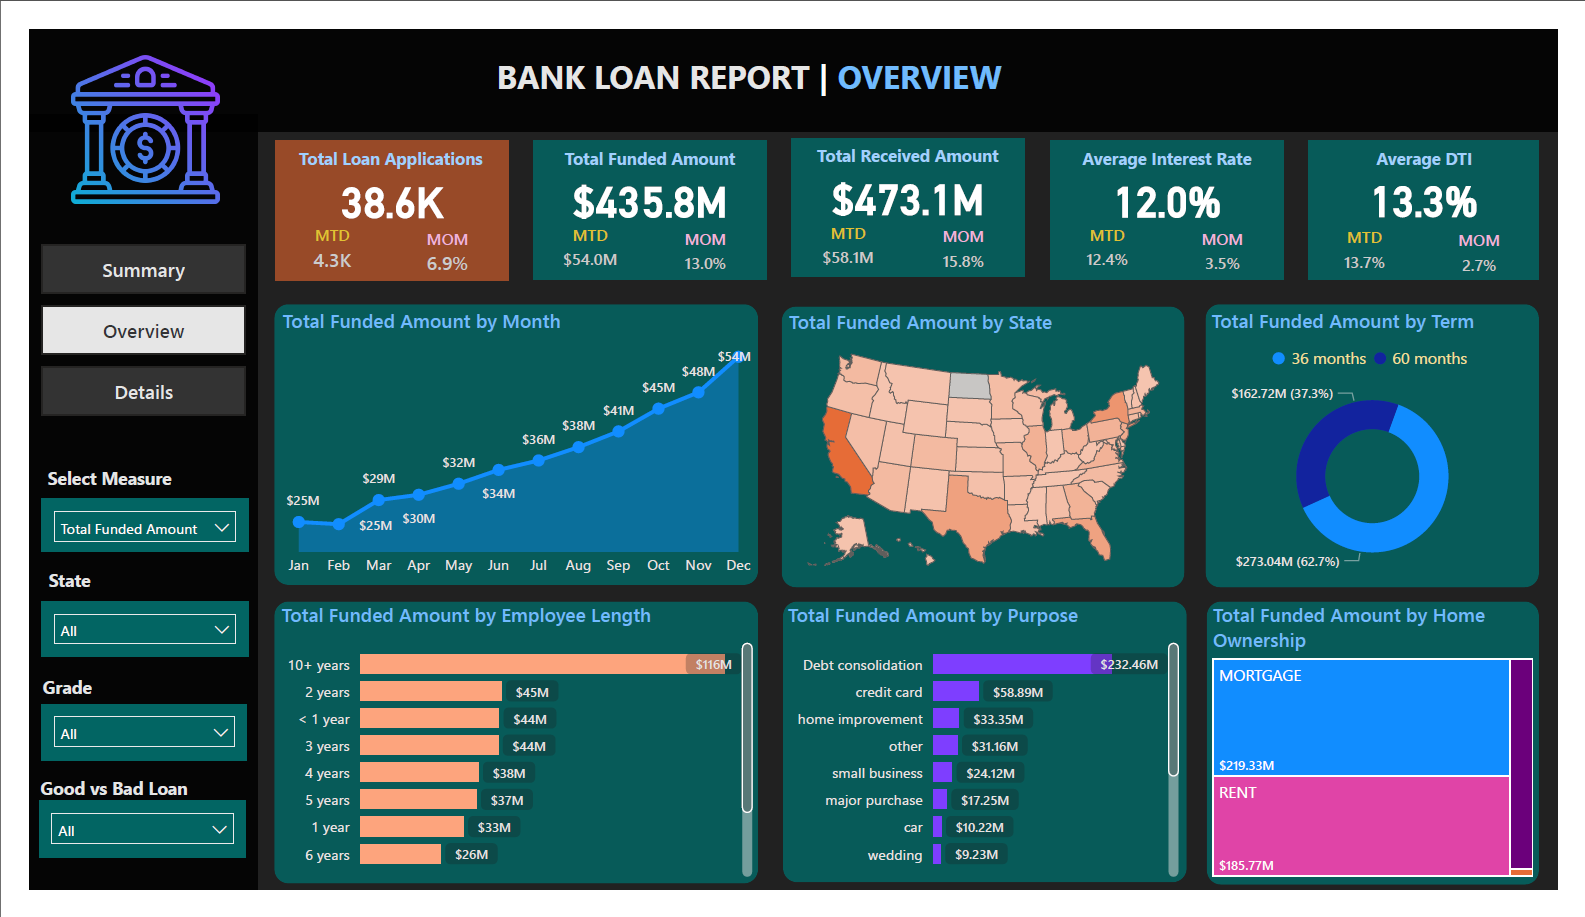 BANK LOAN REPORT | OVERVIEW
Total Loan Applications
38.6K
MTD
MOM
4.3K
6.9%
Total Funded Amount
$435.8M
MTD
MOM
$54.0M
13.0%
Total Received Amount
$473.1M
MTD
MOM
$58.1M
15.8%
Average Interest Rate
12.0%
MTD
MOM
12.4%
3.5%
Average DTI
13.3%
MTD
MOM
13.7%
2.7%
Summary
Overview
Details
Select Measure
Total Funded Amount
State
All
Grade
All
Good vs Bad Loan
All
Total Funded Amount by Month
$25M
$25M
$29M
$30M
$32M
$34M
$36M
$38M
$41M
$45M
$48M
$54M
Jan Feb Mar Apr May Jun Jul Aug Sep Oct Nov Dec
Total Funded Amount by State
Total Funded Amount by Term
36 months 60 months
$162.72M (37.3%)
$273.04M (62.7%)
Total Funded Amount by Employee Length
10+ years $116M
2 years $45M
< 1 year $44M
3 years $44M
4 years $38M
5 years $37M
1 year $33M
6 years $26M
Total Funded Amount by Purpose
Debt consolidation $232.46M
credit card $58.89M
home improvement $33.35M
other $31.16M
small business $24.12M
major purchase $17.25M
car $10.22M
wedding $9.23M
Total Funded Amount by Home
Ownership
MORTGAGE
$219.33M
RENT
$185.77M